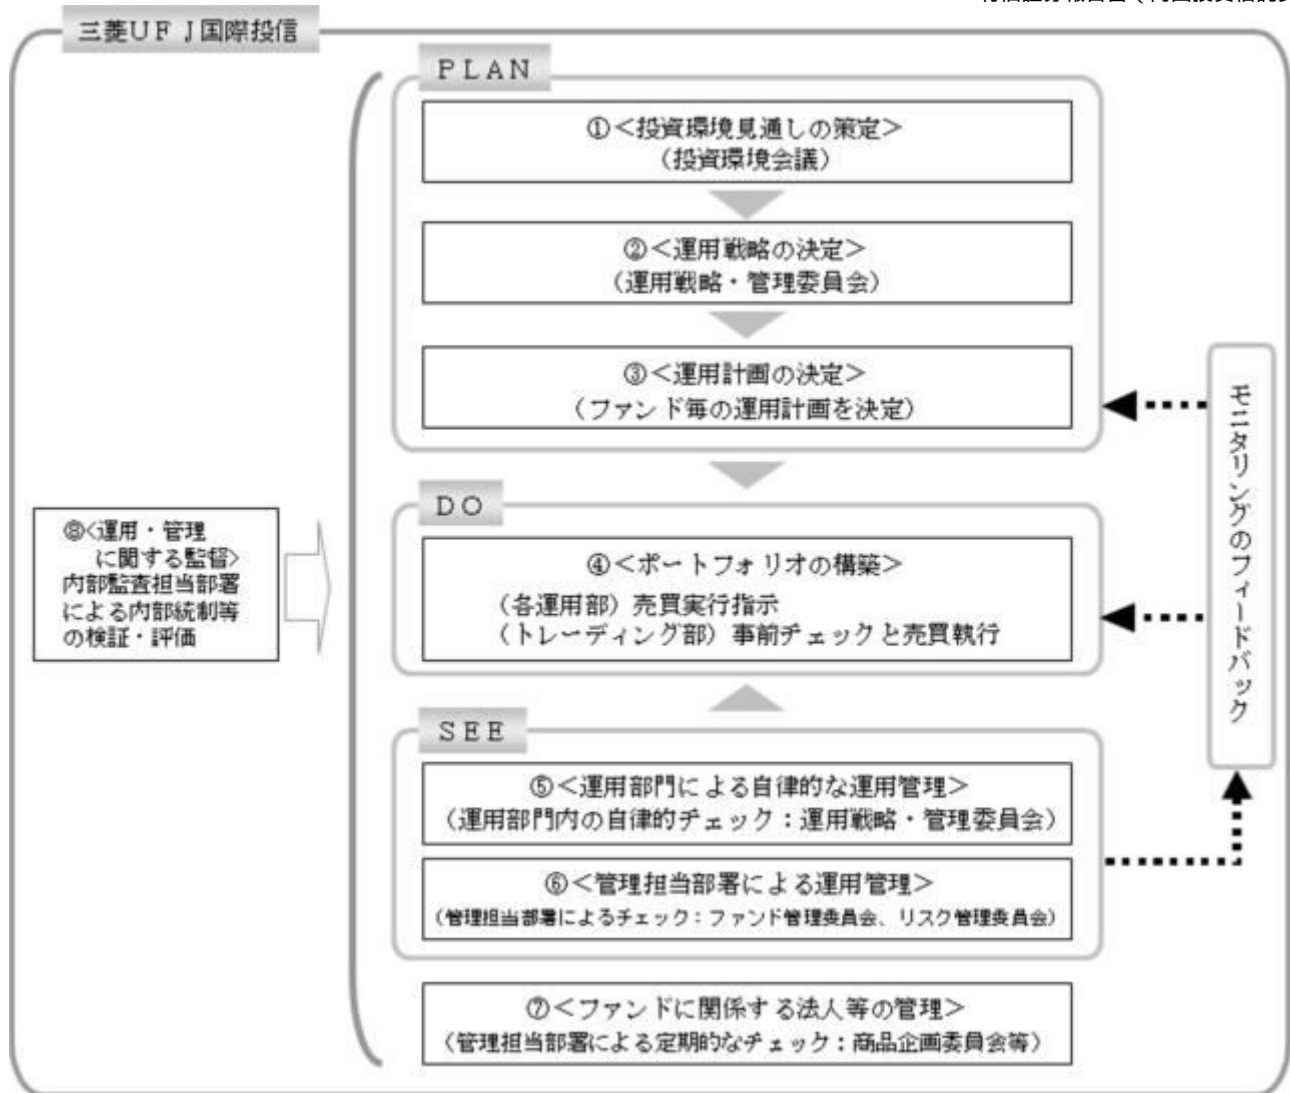 三菱UFJ国際投信
PLAN
①<投資環境見通しの策定>
(投資環境会議)
②<運用戦略の決定>
(運用戦略・管理委員会)
③<運用計画の決定>
(ファンド毎の運用計画を決定)
DO
④<ポートフォリオの構築>
(各運用部)売買実行指示
(トレーディング部)事前チェックと売買執行
SEE
⑤<運用部門による自律的な運用管理>
(運用部門内の自律的チェック:運用戦略・管理委員会)
⑥<管理担当部署による運用管理>
(管理担当部署によるチェック:ファンド管理委員会、リスク管理委員会)
⑦<ファンドに関係する法人等の管理>
(管理担当部署による定期的なチェック:商品企画委員会等)
⑧<運用・管理
に関する監督>
内部監査担当部署
による内部統制等
の検証・評価
モニタリングのフィードバック